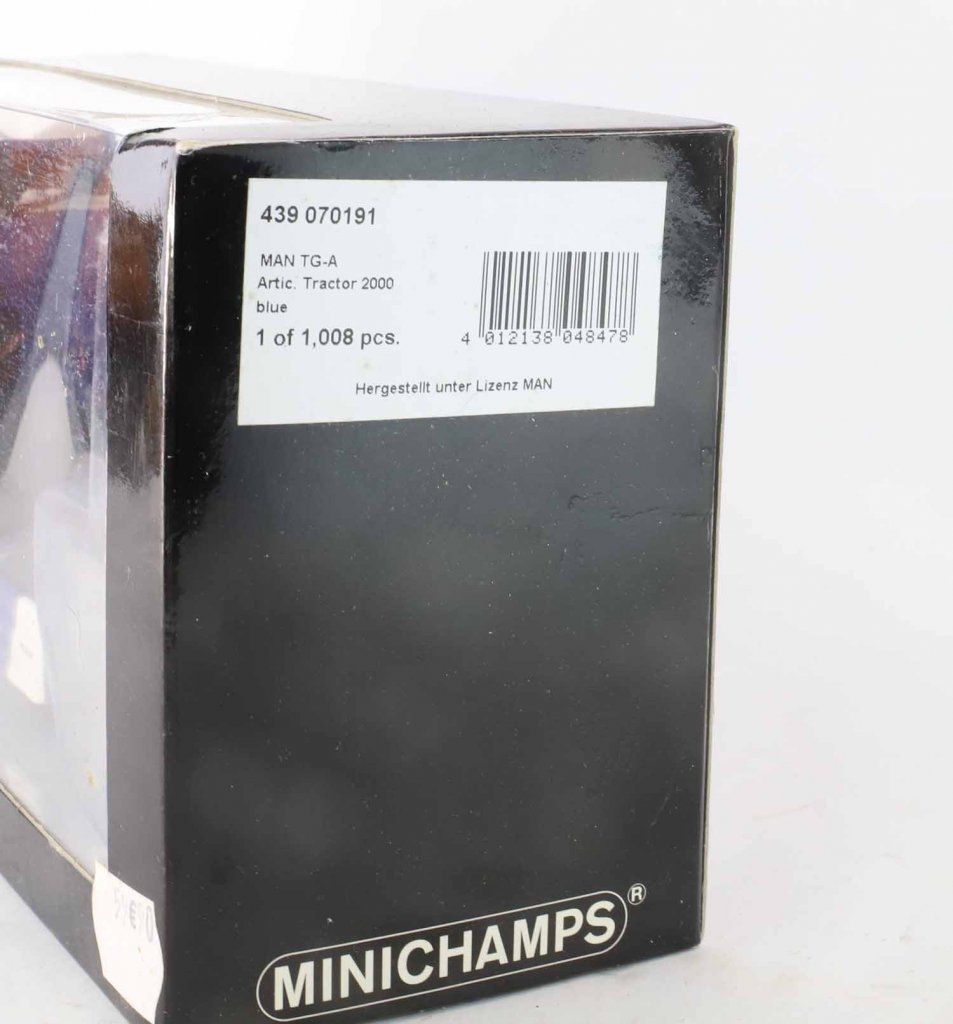 439 070191
MAN TG-A
Artic. Tractor 2000
blue
1 of 1,008 pcs.
4 012138 048478
Hergestellt unter Lizenz MAN
MINICHAMPS®